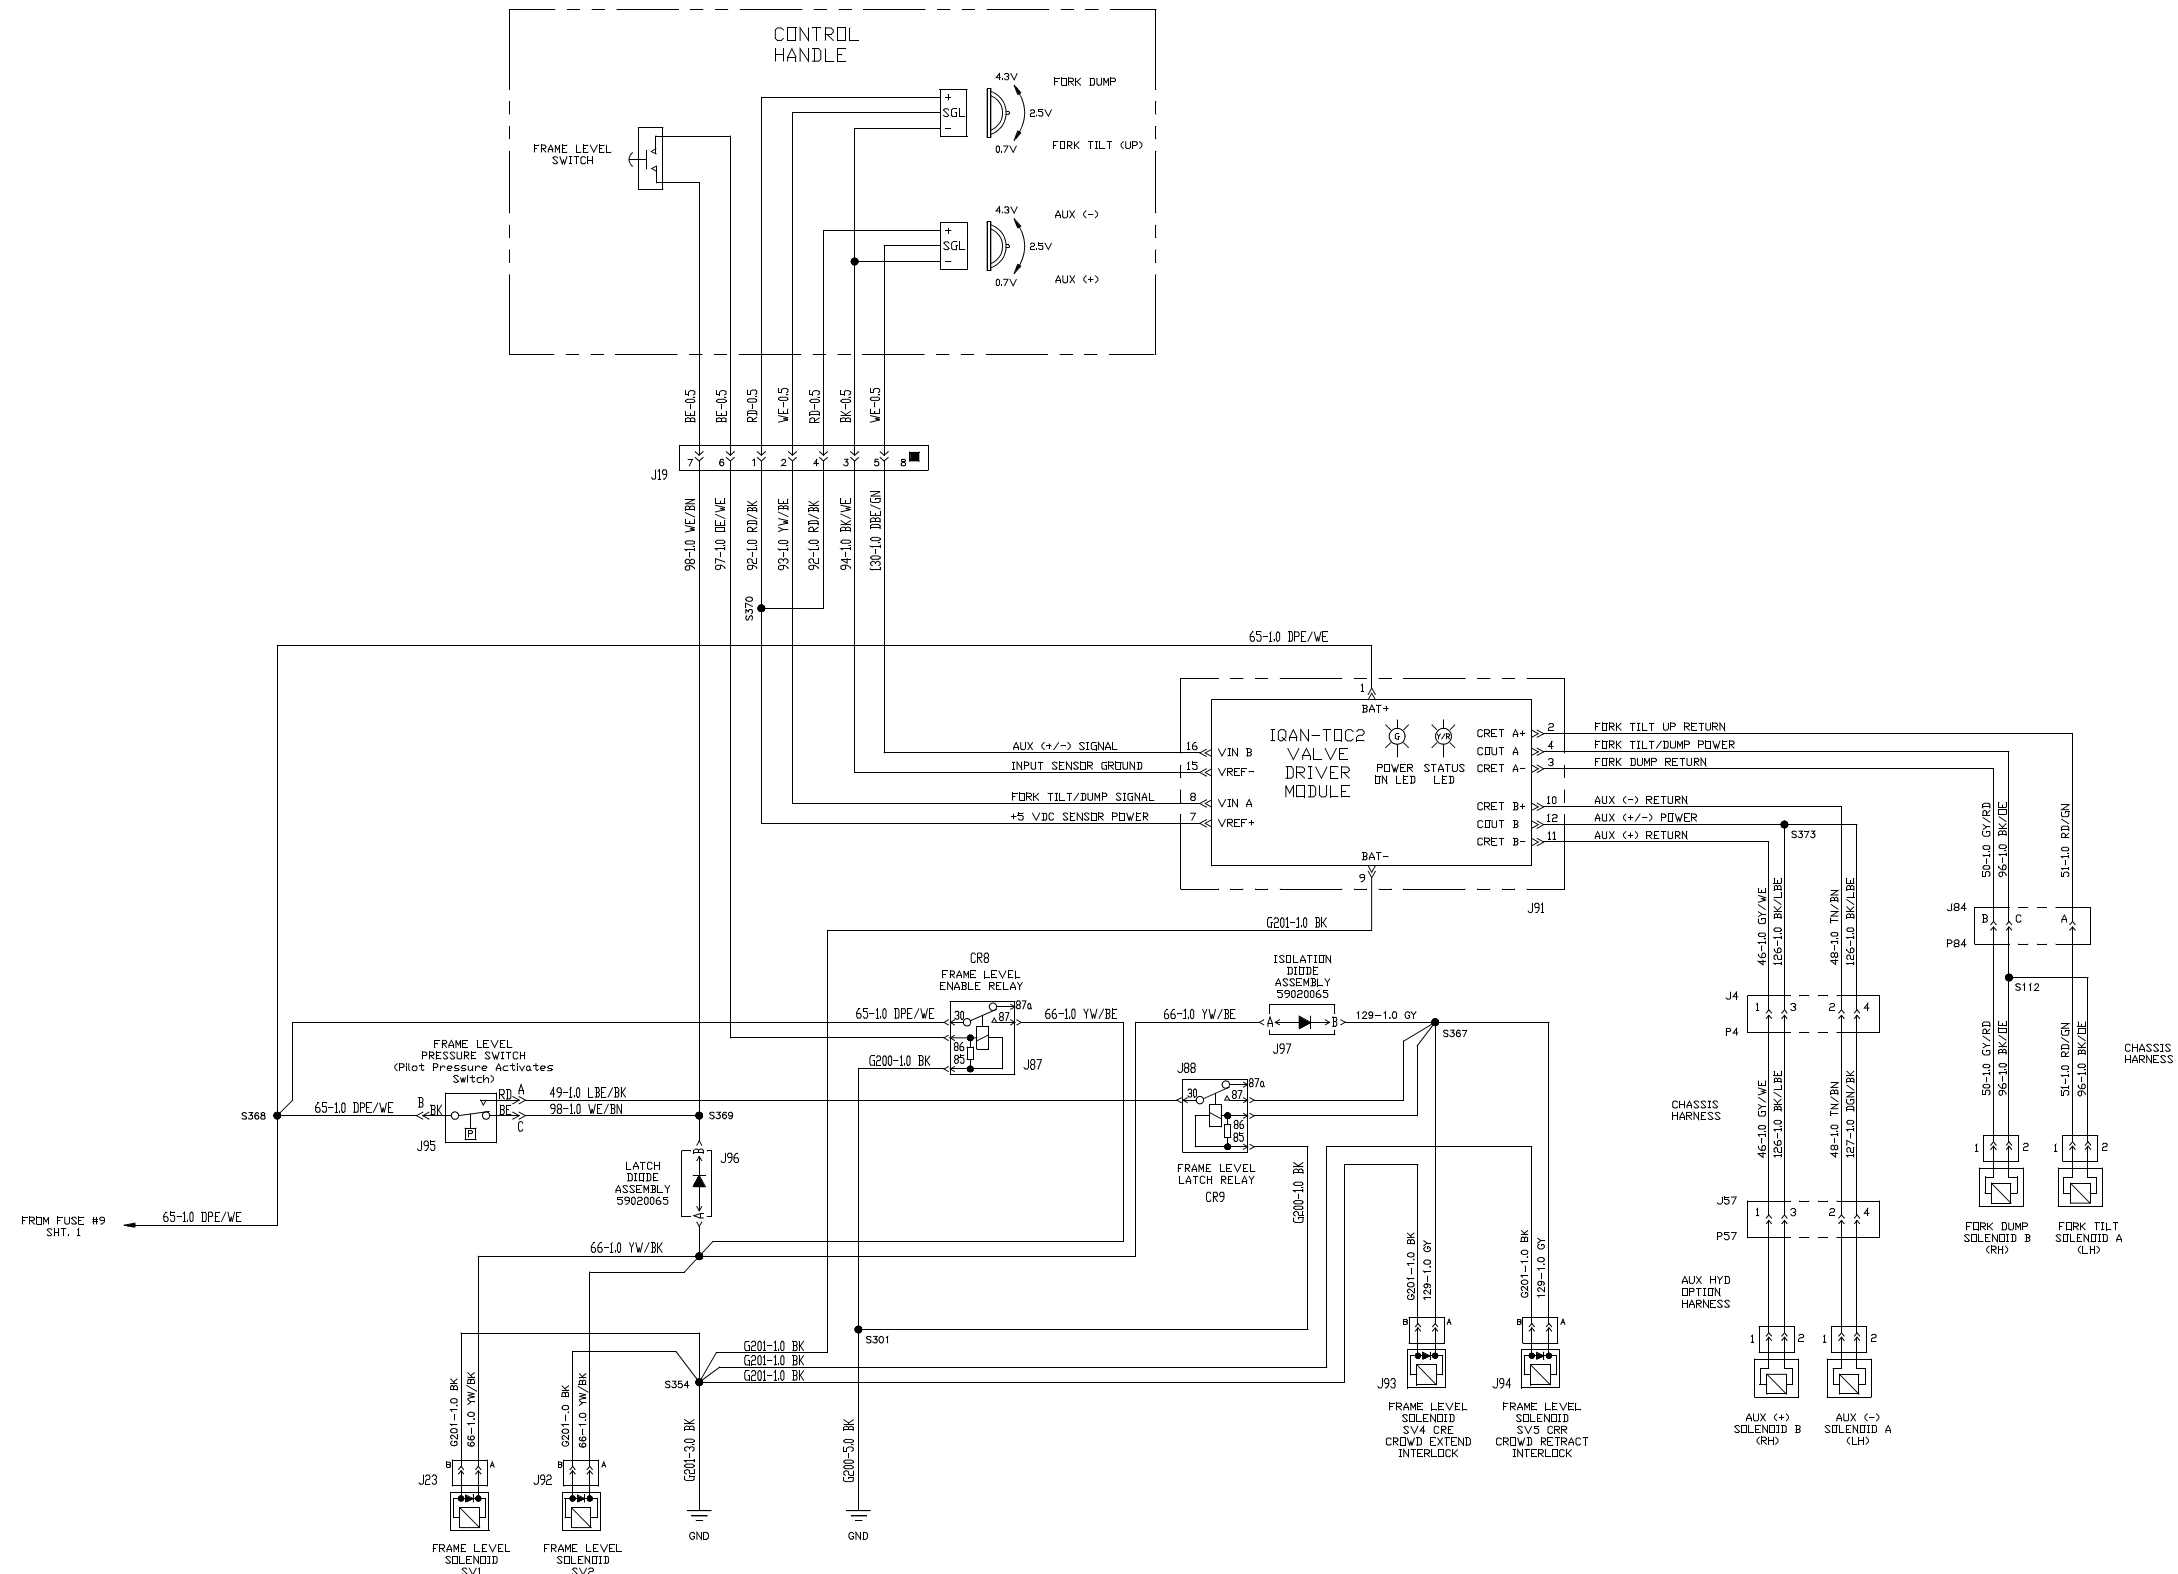 CONTROL
HANDLE
4.3V
FORK DUMP
+
SGL
-
2.5V
0.7V
FORK TILT (UP)
FRAME LEVEL
SWITCH
4.3V
AUX (-)
+
SGL
-
2.5V
0.7V
AUX (+)
BE-0.5
BE-0.5
RD-0.5
WE-0.5
RD-0.5
BK-0.5
WE-0.5
7 6 1 2 4 3 5 8
J19
98-1.0 WE/BN
97-1.0 OE/WE
92-1.0 RD/BK
93-1.0 YW/BE
92-1.0 RD/BK
94-1.0 BK/WE
130-1.0 DBE/GN
S370
65-1.0 DPE/WE
1
BAT+
IQAN-TOC2
VALVE
DRIVER
MODULE
G
Y/R
POWER
ON LED
STATUS
LED
AUX (+/-) SIGNAL 16 VIN B
INPUT SENSOR GROUND 15 VREF-
FORK TILT/DUMP SIGNAL 8 VIN A
+5 VDC SENSOR POWER 7 VREF+
CRET A+ 2 FORK TILT UP RETURN
COUT A 4 FORK TILT/DUMP POWER
CRET A- 3 FORK DUMP RETURN
CRET B+ 10 AUX (-) RETURN
COUT B 12 AUX (+/-) POWER
CRET B- 11 AUX (+) RETURN
S373
BAT-
9
J91
G201-1.0 BK
50-1.0 GY/RD
96-1.0 BK/OE
51-1.0 RD/GN
46-1.0 GY/WE
126-1.0 BK/LBE
48-1.0 TN/BN
126-1.0 BK/LBE
J84
B C A
P84
S112
J4
1 3 2 4
P4
50-1.0 GY/RD
96-1.0 BK/OE
51-1.0 RD/GN
96-1.0 BK/OE
CHASSIS
HARNESS
CHASSIS
HARNESS
46-1.0 GY/WE
126-1.0 BK/LBE
48-1.0 TN/BN
127-1.0 DGN/BK
1 2
1 2
FORK DUMP
SOLENOID B
(RH)
FORK TILT
SOLENOID A
(LH)
J57
1 3 2 4
P57
AUX HYD
OPTION
HARNESS
1 2
1 2
AUX (+)
SOLENOID B
(RH)
AUX (-)
SOLENOID A
(LH)
CR8
FRAME LEVEL
ENABLE RELAY
65-1.0 DPE/WE
30
87a
87
86
85
66-1.0 YW/BE
G200-1.0 BK
J87
ISOLATION
DIODE
ASSEMBLY
59020065
66-1.0 YW/BE
A B
129-1.0 GY
J97
S367
FRAME LEVEL
PRESSURE SWITCH
(Pilot Pressure Activates
Switch)
S368
65-1.0 DPE/WE
B
BK
RD
A
BE
C
P
J95
49-1.0 LBE/BK
98-1.0 WE/BN
S369
J88
30
87a
87
86
85
FRAME LEVEL
LATCH RELAY
CR9
G200-1.0 BK
LATCH
DIODE
ASSEMBLY
59020065
B
A
J96
FROM FUSE #9
SHT. 1
65-1.0 DPE/WE
66-1.0 YW/BK
S301
G201-1.0 BK
G201-1.0 BK
G201-1.0 BK
S354
G201-1.0 BK
66-1.0 YW/BK
G201-.0 BK
66-1.0 YW/BK
G201-3.0 BK
G200-5.0 BK
G201-1.0 BK
129-1.0 GY
G201-1.0 BK
129-1.0 GY
B A
B A
J93
J94
FRAME LEVEL
SOLENOID
SV4 CRE
CROWD EXTEND
INTERLOCK
FRAME LEVEL
SOLENOID
SV5 CRR
CROWD RETRACT
INTERLOCK
B A
J23
B A
J92
GND
GND
FRAME LEVEL
SOLENOID
SV1
FRAME LEVEL
SOLENOID
SV2